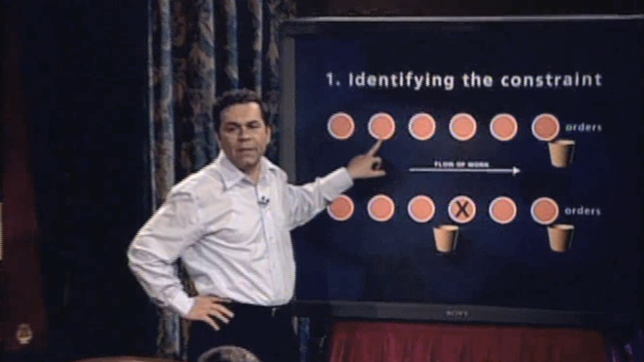 1. Identifying the constraint
orders
FLOW OF WORK
X
orders
SONY